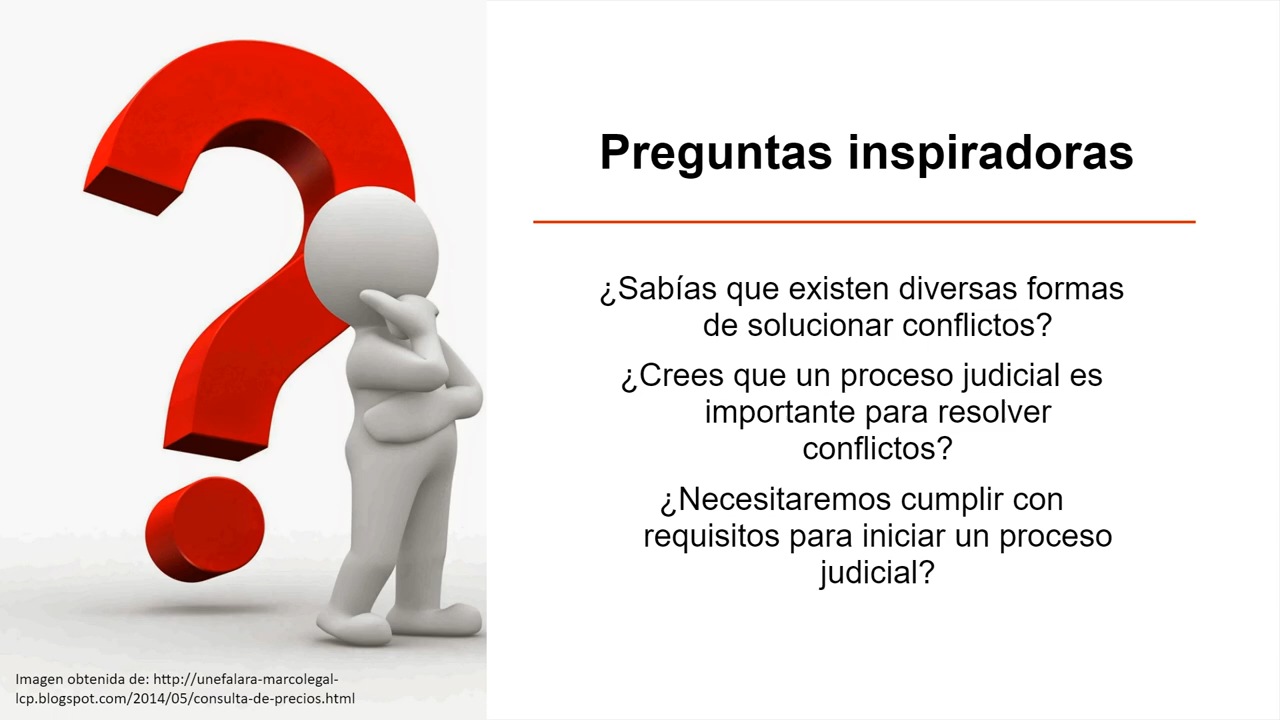 Preguntas inspiradoras
¿Sabías que existen diversas formas
de solucionar conflictos?
¿Crees que un proceso judicial es
importante para resolver
conflictos?
¿Necesitaremos cumplir con
requisitos para iniciar un proceso
judicial?
Imagen obtenida de: http://unefalara-marcolegal-
lcp.blogspot.com/2014/05/consulta-de-precios.html